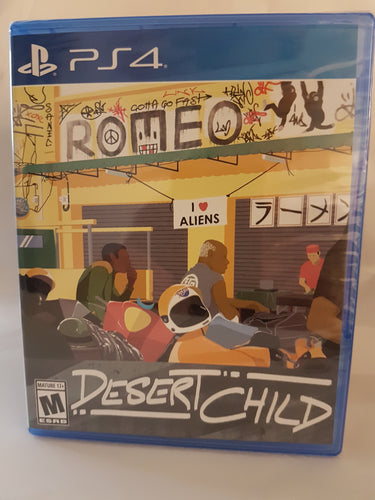 PS4
GOTTA GO FAST
ROMEO
I ❤ ALIENS
ラーメン
MATURE 17+
M
ESRB
DESERT CHILD